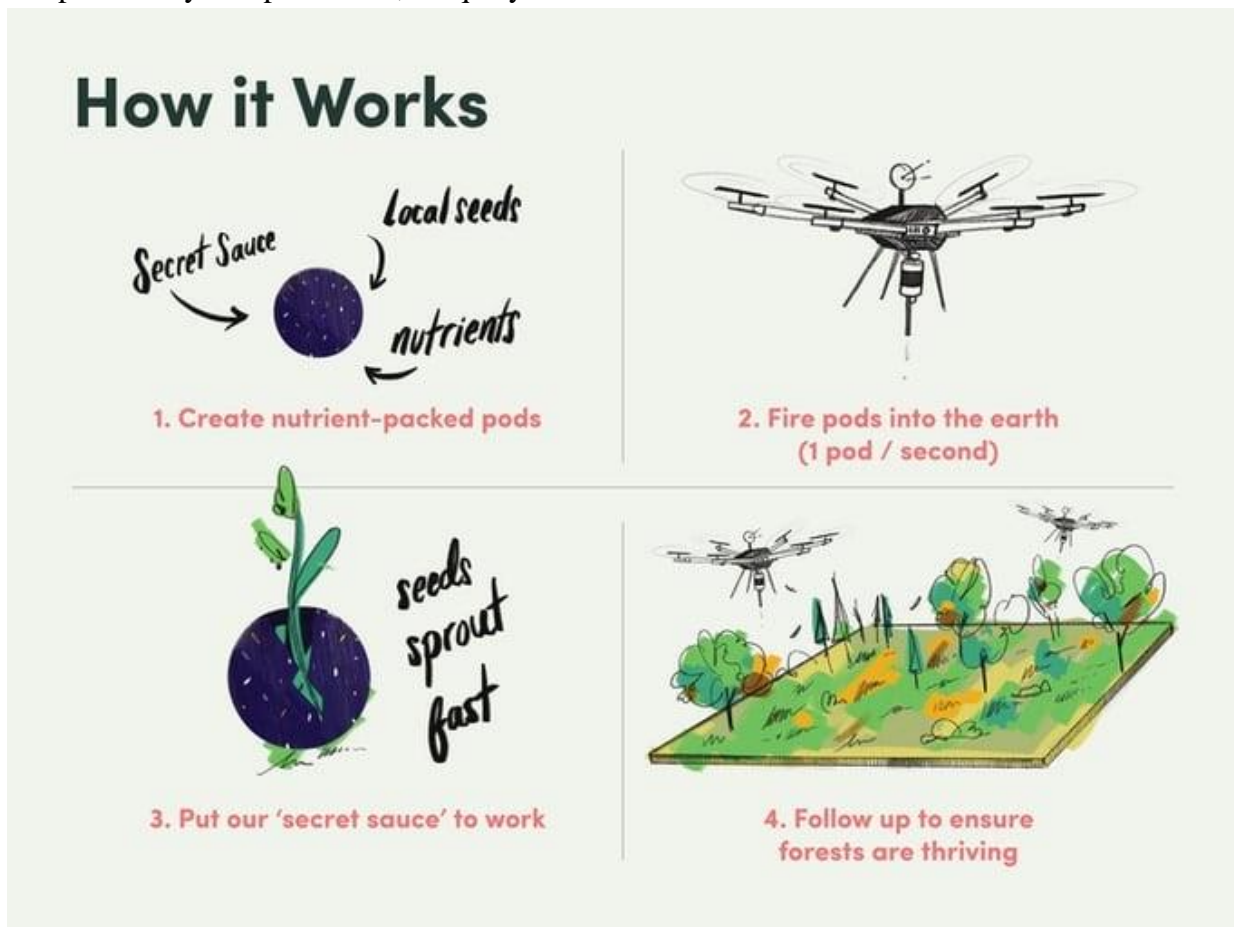 How it Works
Secret Sauce
Local seeds
nutrients
1. Create nutrient-packed pods
2. Fire pods into the earth
(1 pod / second)
seeds
sprout
fast
3. Put our ‘secret sauce’ to work
4. Follow up to ensure
forests are thriving